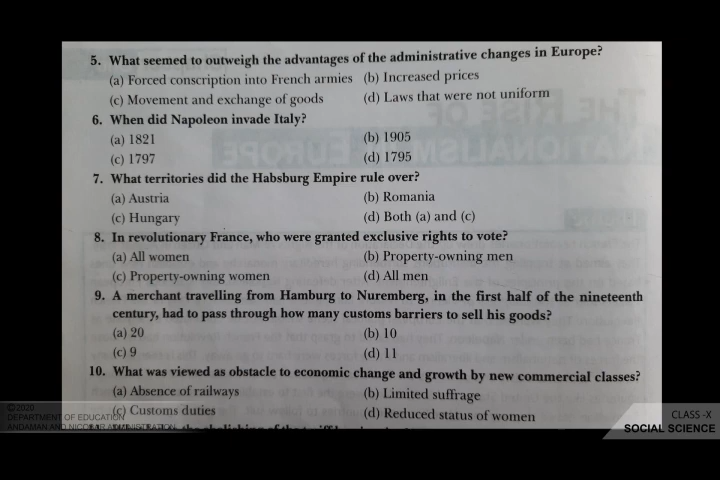 5. What seemed to outweigh the advantages of the administrative changes in Europe?
(a) Forced conscription into French armies (b) Increased prices
(c) Movement and exchange of goods (d) Laws that were not uniform
6. When did Napoleon invade Italy?
(a) 1821 (b) 1905
(c) 1797 (d) 1795
7. What territories did the Habsburg Empire rule over?
(a) Austria (b) Romania
(c) Hungary (d) Both (a) and (c)
8. In revolutionary France, who were granted exclusive rights to vote?
(a) All women (b) Property-owning men
(c) Property-owning women (d) All men
9. A merchant travelling from Hamburg to Nuremberg, in the first half of the nineteenth
century, had to pass through how many customs barriers to sell his goods?
(a) 20 (b) 10
(c) 9 (d) 11
10. What was viewed as obstacle to economic change and growth by new commercial classes?
(a) Absence of railways (b) Limited suffrage
(c) Customs duties (d) Reduced status of women
©2020
DEPARTMENT OF EDUCATION
ANDAMAN AND NICOBAR ADMINISTRATION
CLASS -X
SOCIAL SCIENCE